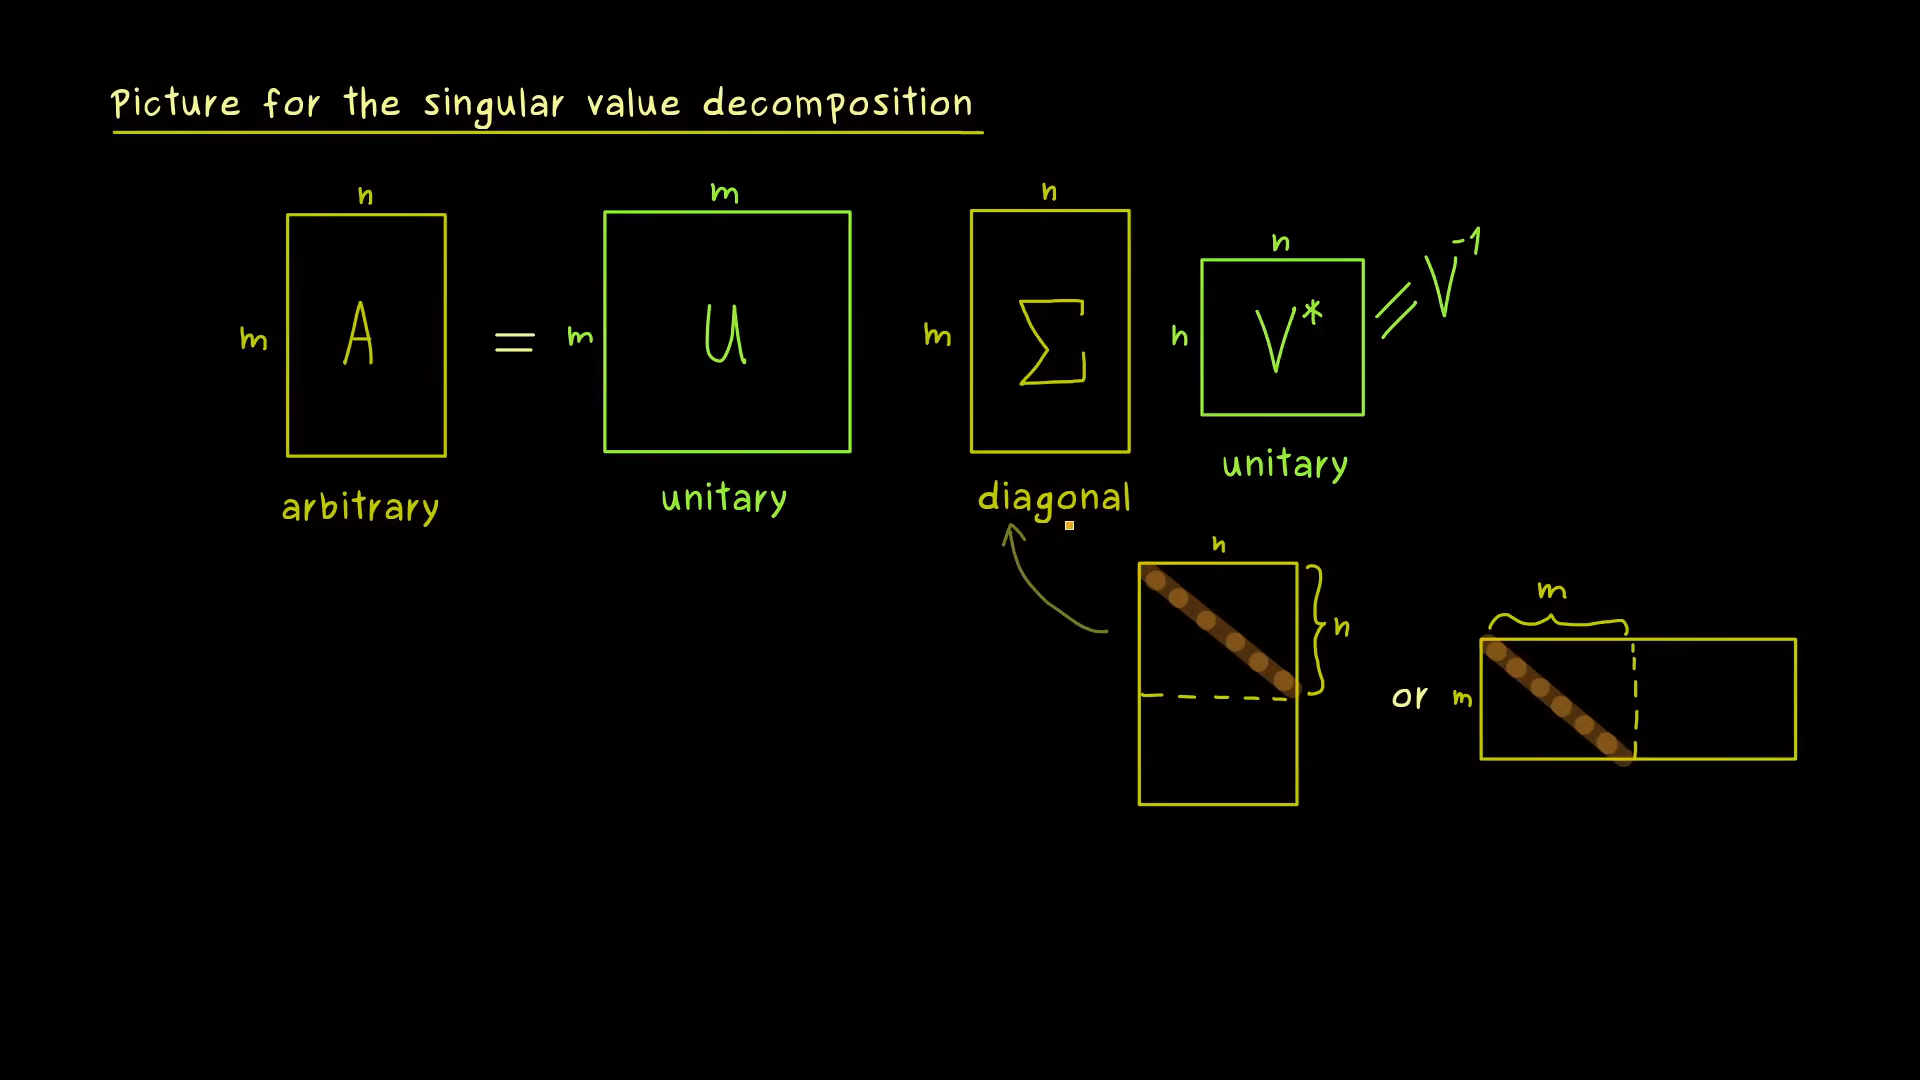 Picture for the singular value decomposition
n m n n
m A = m U m Σ n V* = V⁻¹
arbitrary unitary diagonal unitary
n
n
m
or m